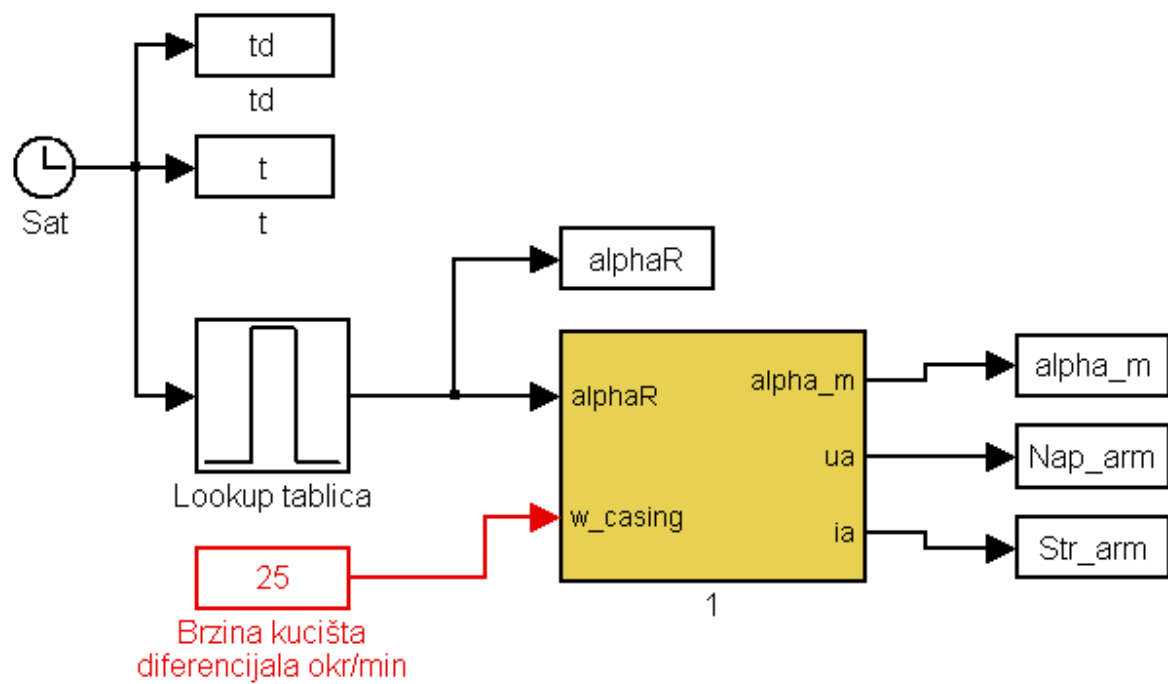 td
td
t
t
Sat
alphaR
Lookup tablica
alphaR
w_casing
alpha_m
ua
ia
1
alpha_m
Nap_arm
Str_arm
25
Brzina kucišta
diferencijala okr/min